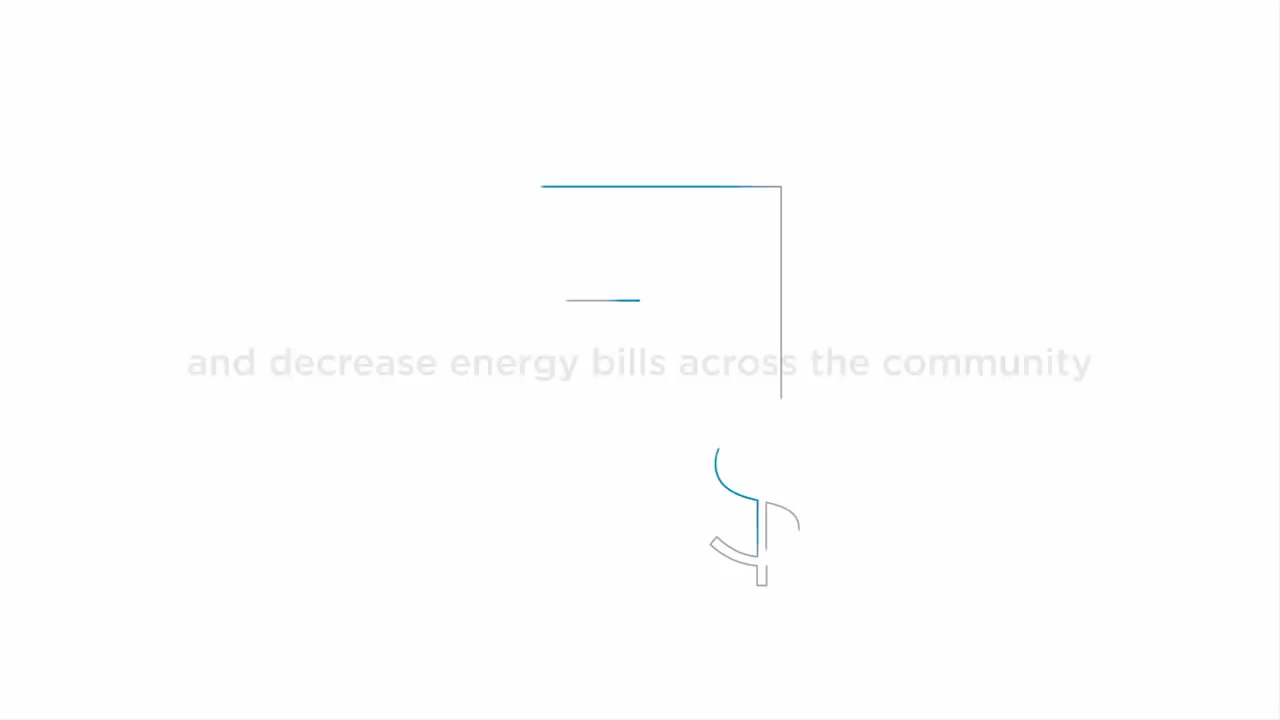 and decrease energy bills across the community